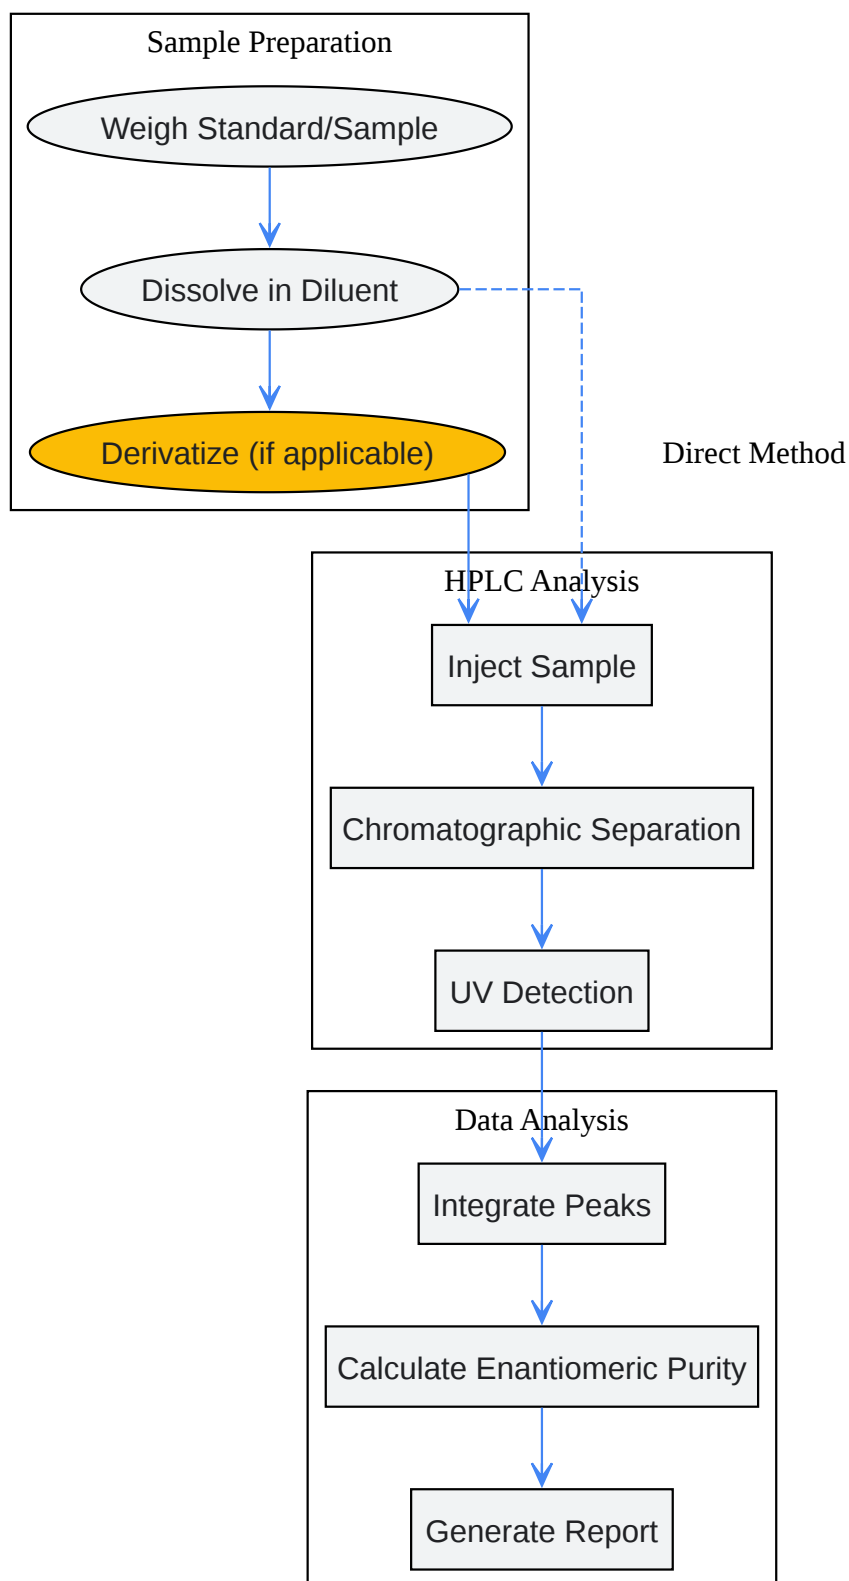 Sample Preparation
Weigh Standard/Sample
Dissolve in Diluent
Derivatize (if applicable)
Direct Method
HPLC Analysis
Inject Sample
Chromatographic Separation
UV Detection
Data Analysis
Integrate Peaks
Calculate Enantiomeric Purity
Generate Report